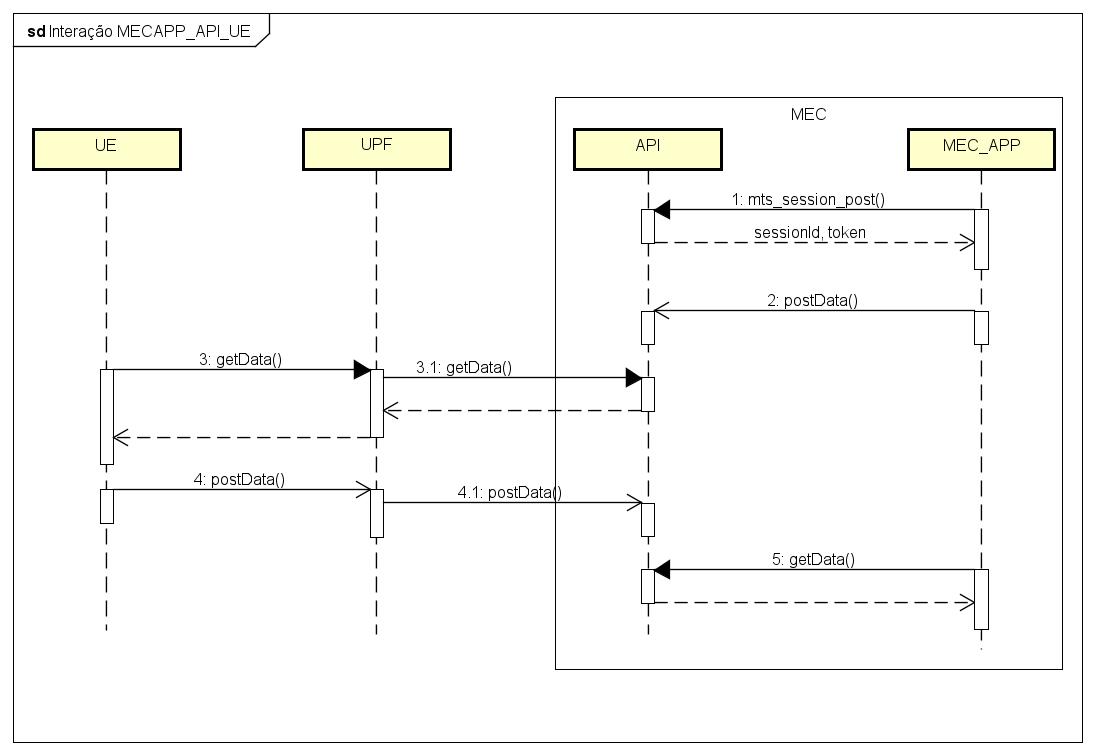 sd Interação MECAPP_API_UE
MEC
UE
UPF
API
MEC_APP
1: mts_session_post()
sessionId, token
2: postData()
3: getData()
3.1: getData()
4: postData()
4.1: postData()
5: getData()